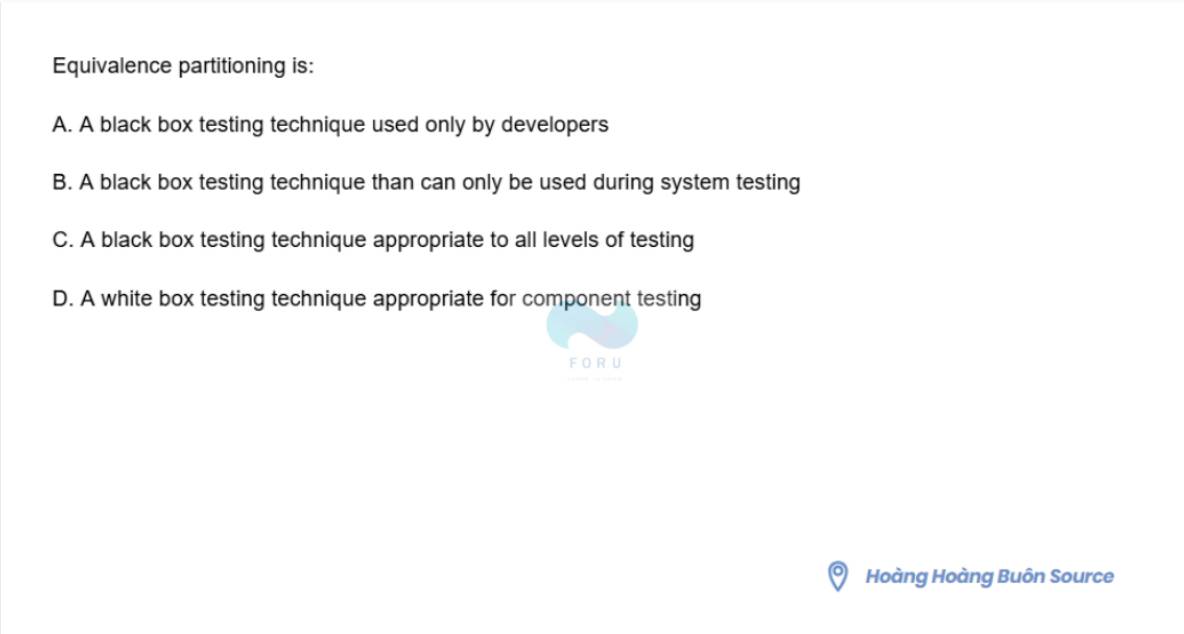 Equivalence partitioning is:
A. A black box testing technique used only by developers
B. A black box testing technique than can only be used during system testing
C. A black box testing technique appropriate to all levels of testing
D. A white box testing technique appropriate for component testing
FORU
Hoàng Hoàng Buôn Source